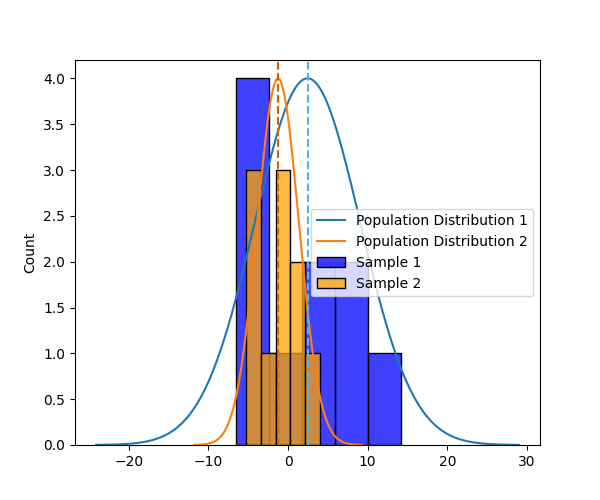 4.0
3.5
3.0
2.5
2.0
1.5
1.0
0.5
0.0
Count
Population Distribution 1
Population Distribution 2
Sample 1
Sample 2
−20 −10 0 10 20 30